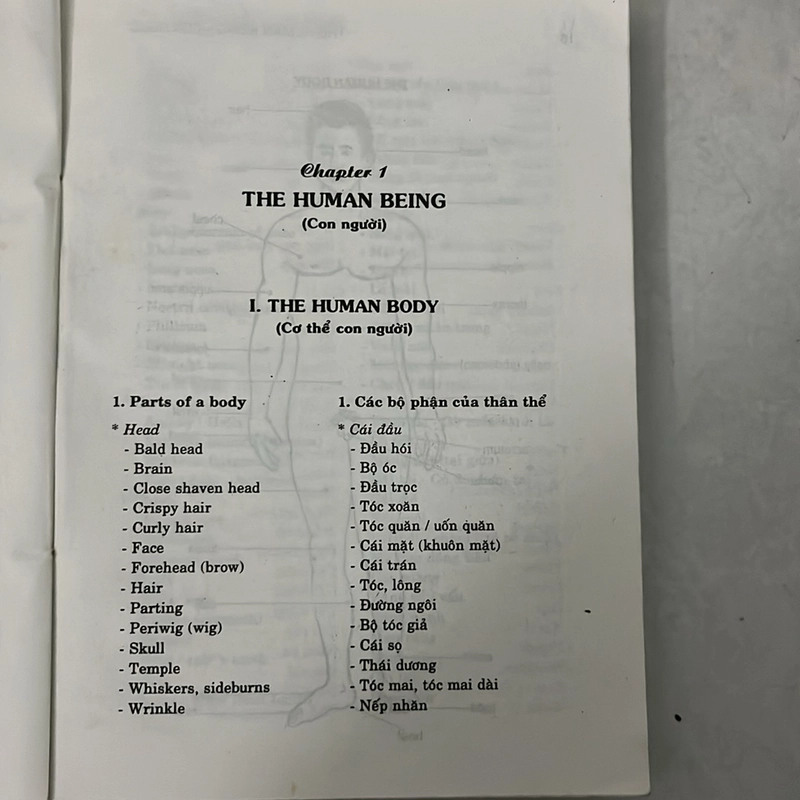 Chapter 1
THE HUMAN BEING
(Con người)
I. THE HUMAN BODY
(Cơ thể con người)
1. Parts of a body
* Head
- Bald head
- Brain
- Close shaven head
- Crispy hair
- Curly hair
- Face
- Forehead (brow)
- Hair
- Parting
- Periwig (wig)
- Skull
- Temple
- Whiskers, sideburns
- Wrinkle
1. Các bộ phận của thân thể
* Cái đầu
- Đầu hói
- Bộ óc
- Đầu trọc
- Tóc xoăn
- Tóc quăn / uốn quăn
- Cái mặt (khuôn mặt)
- Cái trán
- Tóc, lông
- Đường ngôi
- Bộ tóc giả
- Cái sọ
- Thái dương
- Tóc mai, tóc mai dài
- Nếp nhăn